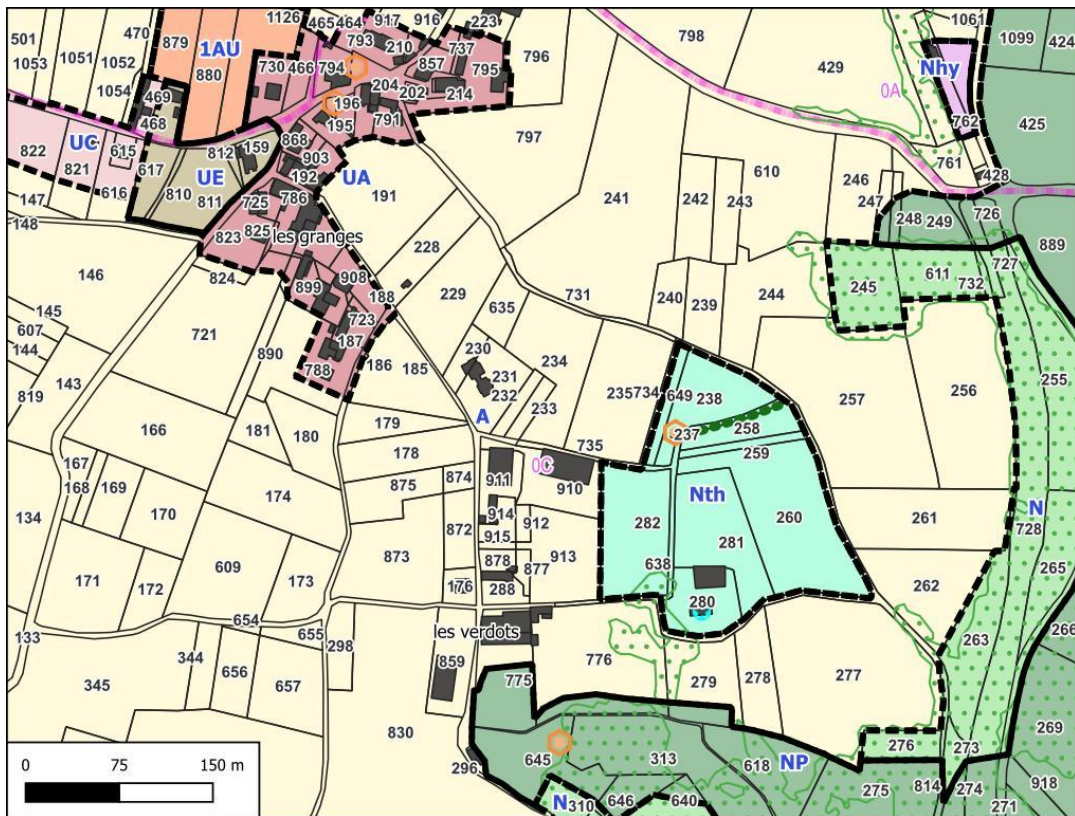 1126 465 464 917 916 223 1061
501 1051 470 879 1AU 793 210 737 796 798 1099 424
1053 1052 880 730 466 794 857 795 429 Nhy
1054 469 204 202 214 0A
468 196 791 762 425
UC 812 159 195 797
822 821 615 868 610 761
617 UE 903 428
616 810 811 192 UA 241 242 243 246
147 786 191 247
148 725 248 249 726
823 825 les granges 228 889
146 824 908 611 727
899 188 229 731 240 239 244 245 732
145 721 723 635
607 890 187
144 230 234 255
143 788 186 185 231 235 734 649 238 257 256
819 232
166 A 233 237 258
181 180 179 735 259
167 178 0C
168 169 874 911 910 Nth
174 875 914 N
134 170 872 915 912 282 260 261 728
873 281
171 172 609 173 878 877 913 638 262 265
176 288
654 280
133 655 298 les verdots 263 266
344 859 776
345 656 657 775 279 278 277
830 269
276 273
0 75 150 m 296 645 313 618 NP
275 814 274 918
N 310 646 640 271